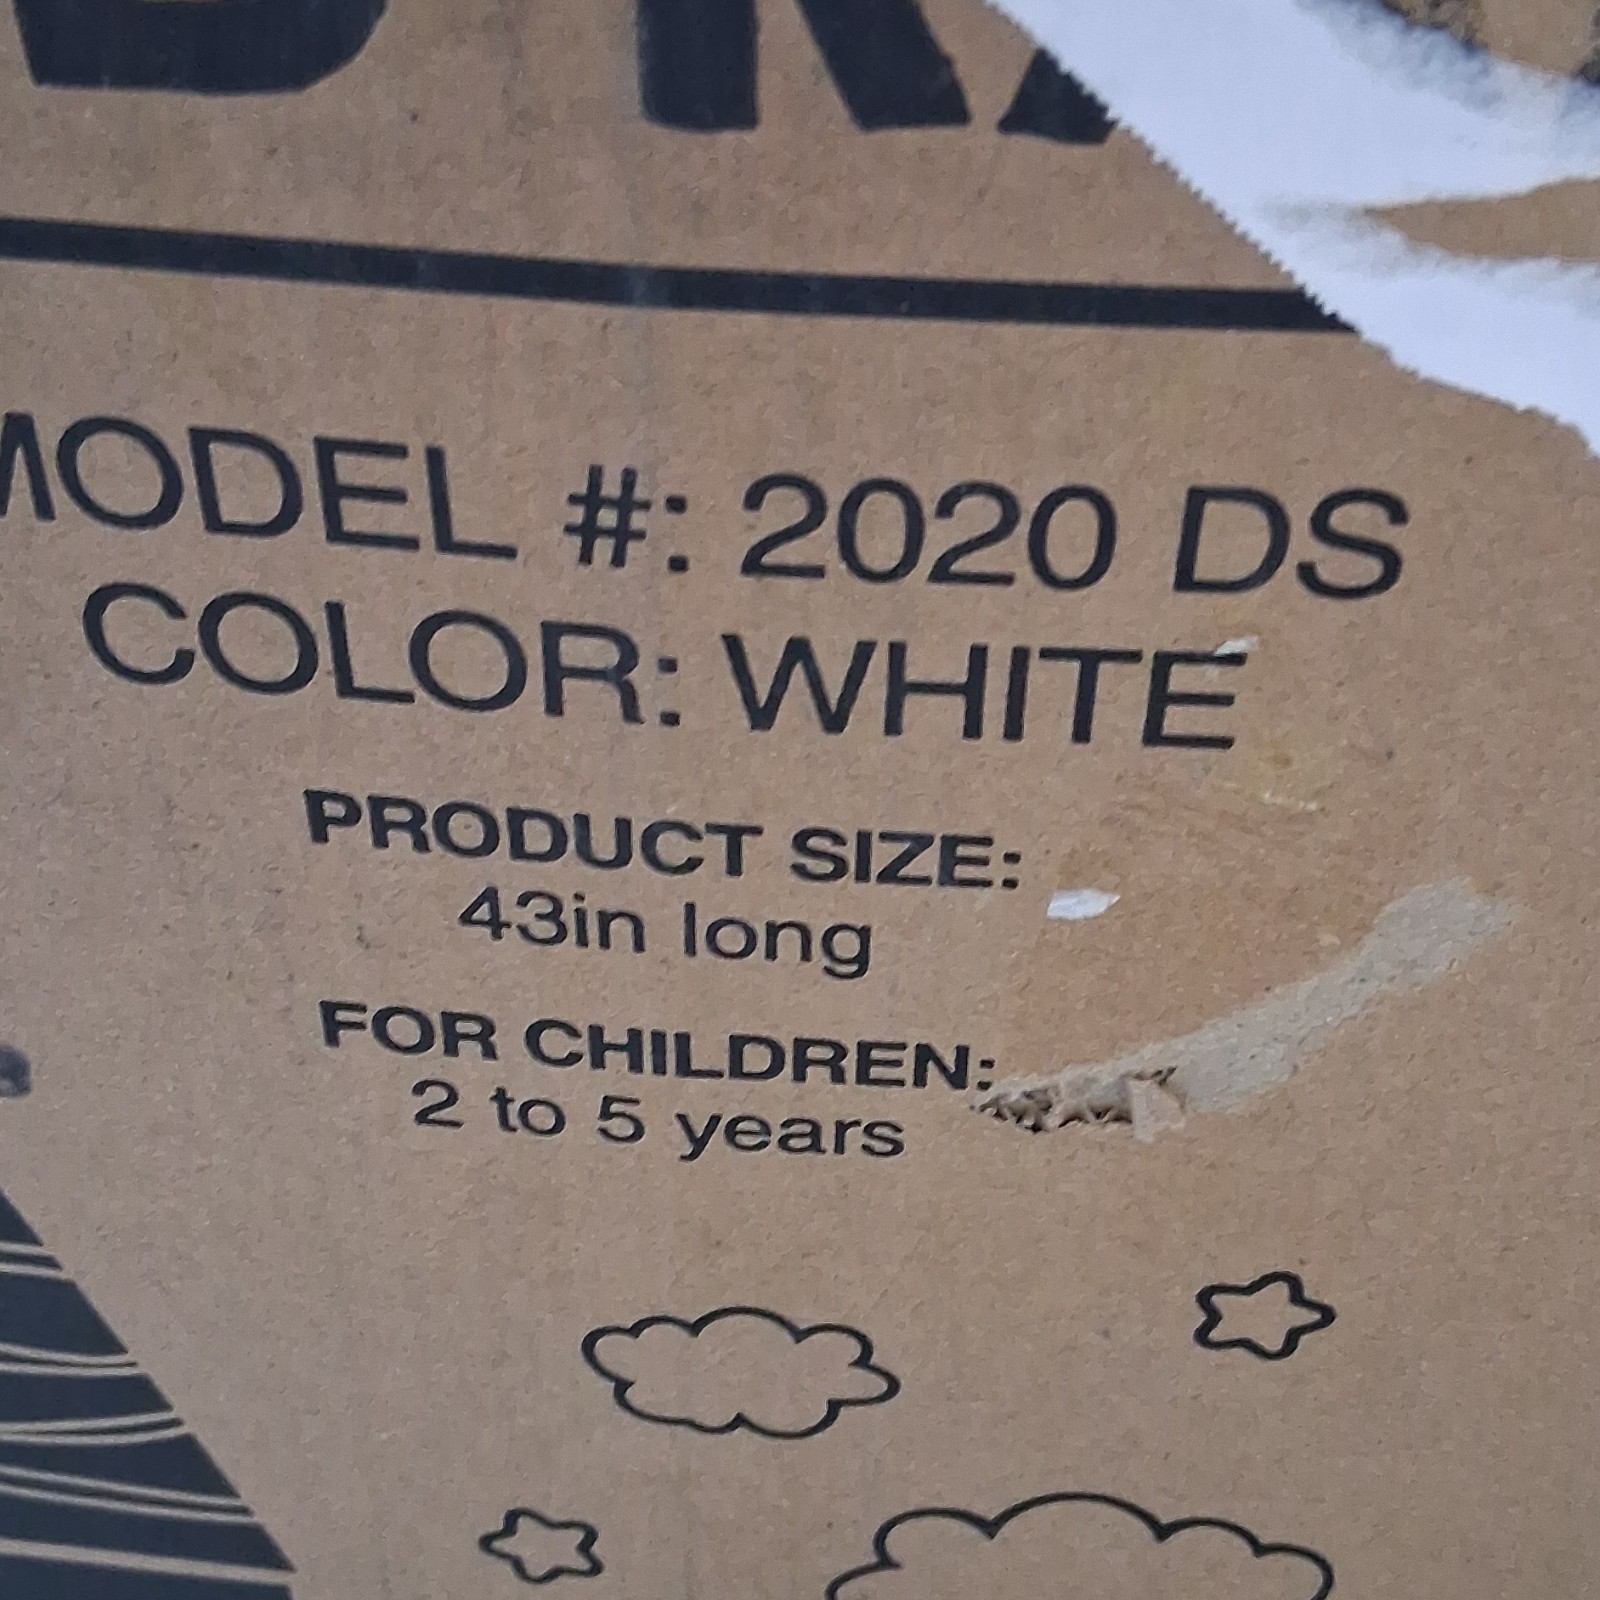 MODEL #: 2020 DS
COLOR: WHITE
PRODUCT SIZE:
43in long
FOR CHILDREN:
2 to 5 years